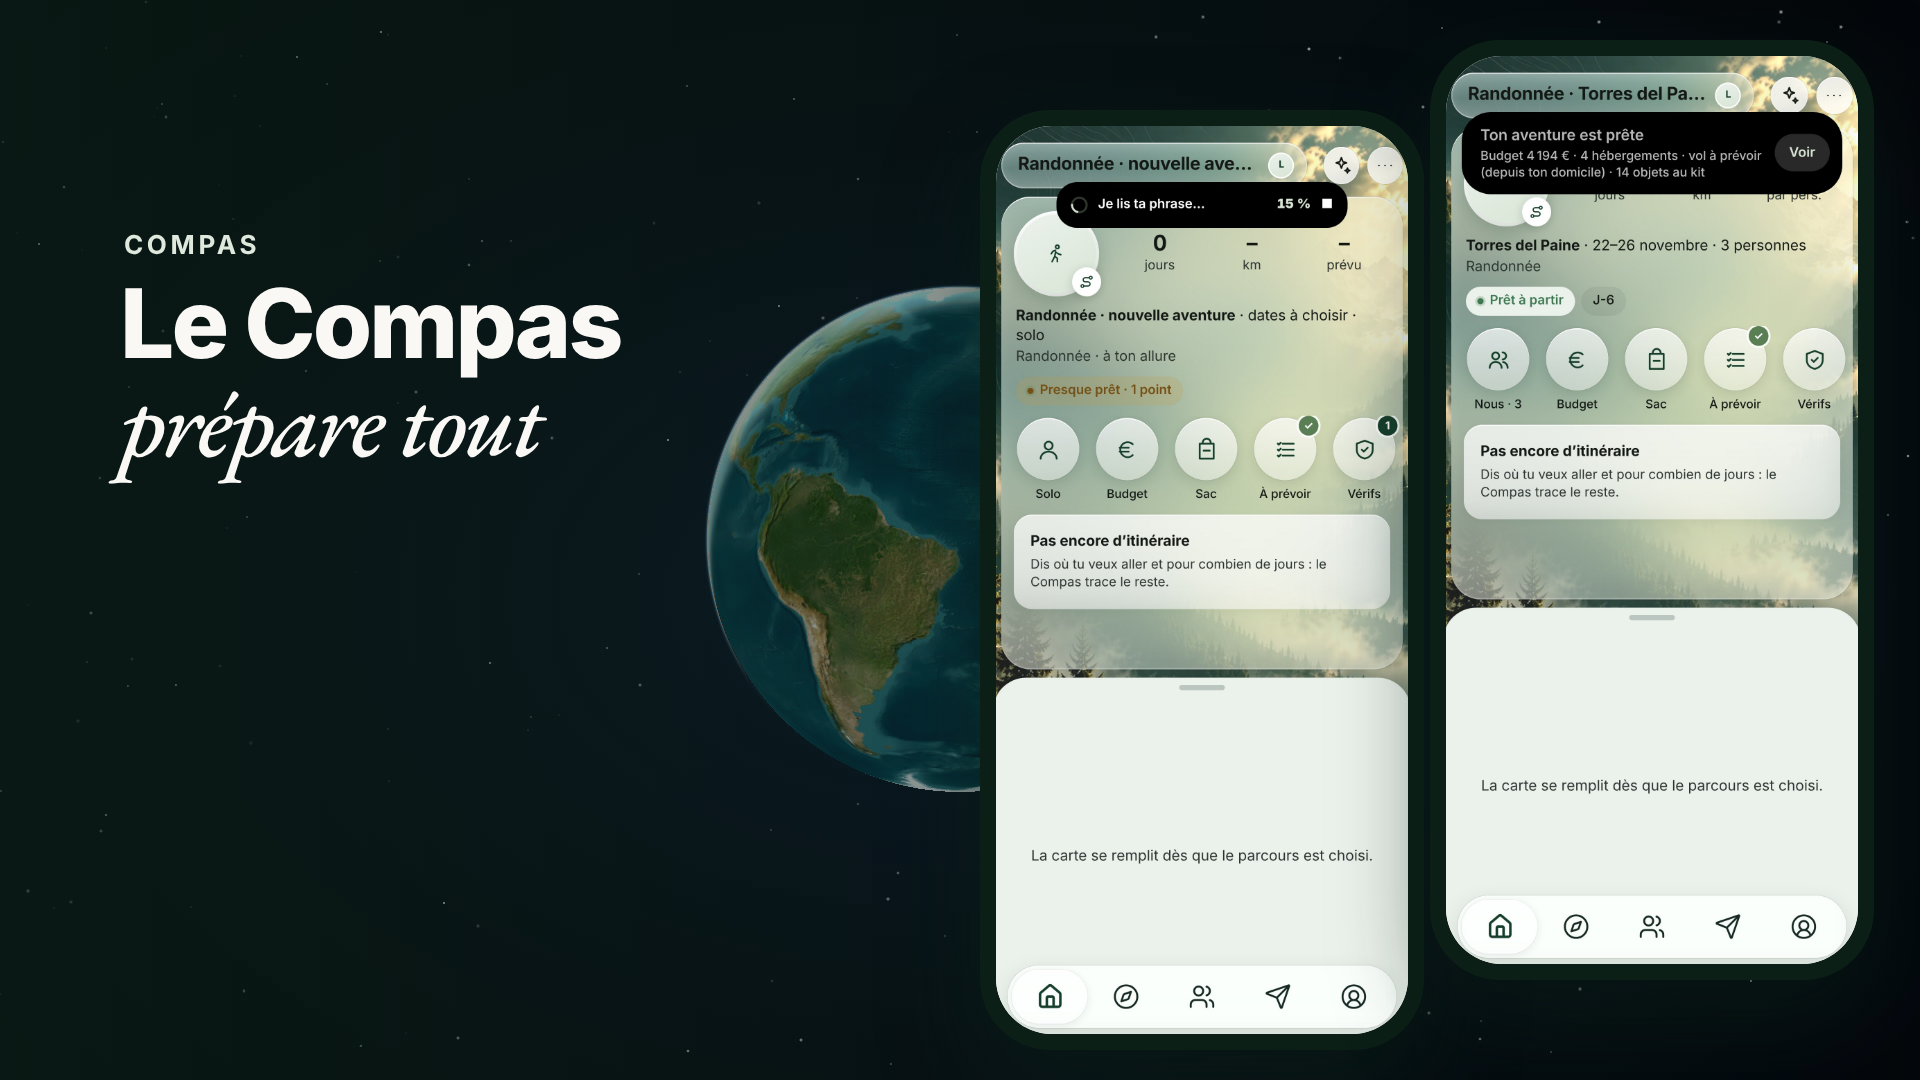 COMPAS
Le Compas
prépare tout
Randonnée · nouvelle ave...
L
Je lis ta phrase...
15 %
0
–
–
jours
km
prévu
Randonnée · nouvelle aventure · dates à choisir ·
solo
Randonnée · à ton allure
Presque prêt · 1 point
1
Solo
Budget
Sac
À prévoir
Vérifs
Pas encore d’itinéraire
Dis où tu veux aller et pour combien de jours : le
Compas trace le reste.
La carte se remplit dès que le parcours est choisi.
Randonnée · Torres del Pa...
L
Ton aventure est prête
Budget 4 194 € · 4 hébergements · vol à prévoir
(depuis ton domicile) · 14 objets au kit
Voir
jours
km
par pers.
Torres del Paine · 22–26 novembre · 3 personnes
Randonnée
Prêt à partir
J-6
Nous · 3
Budget
Sac
À prévoir
Vérifs
Pas encore d’itinéraire
Dis où tu veux aller et pour combien de jours : le
Compas trace le reste.
La carte se remplit dès que le parcours est choisi.